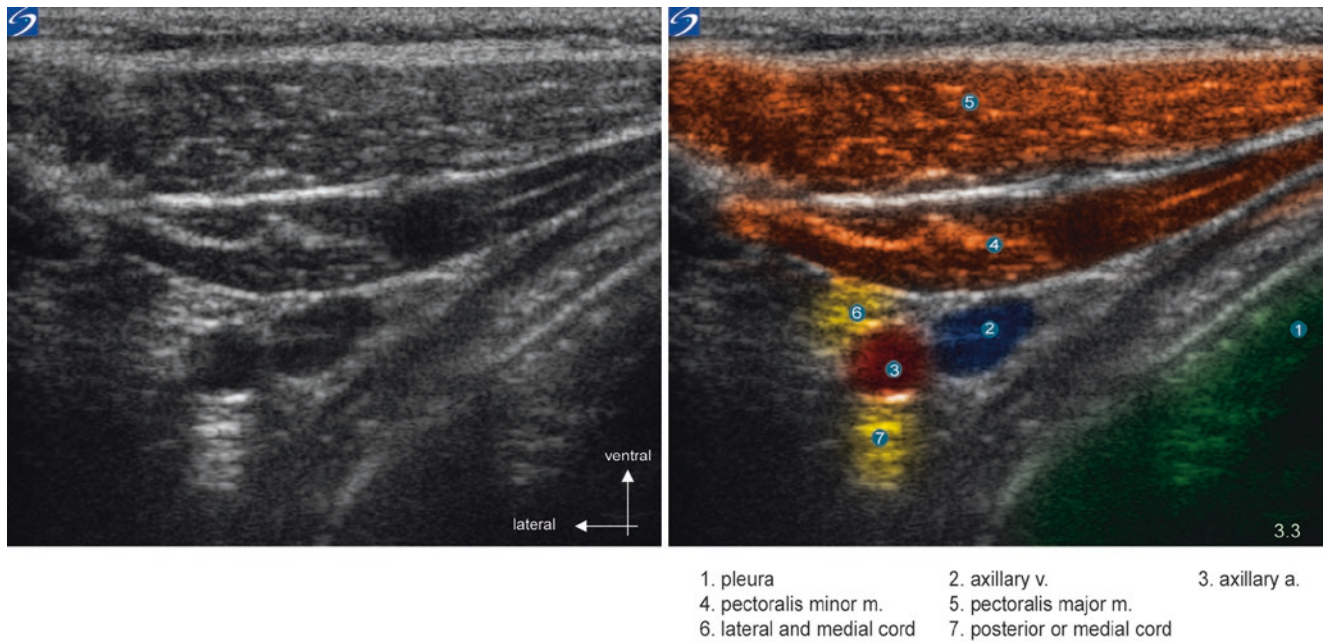 5
4
6
2
1
3
7
ventral
lateral
3.3
1. pleura 2. axillary v. 3. axillary a.
4. pectoralis minor m. 5. pectoralis major m.
6. lateral and medial cord 7. posterior or medial cord